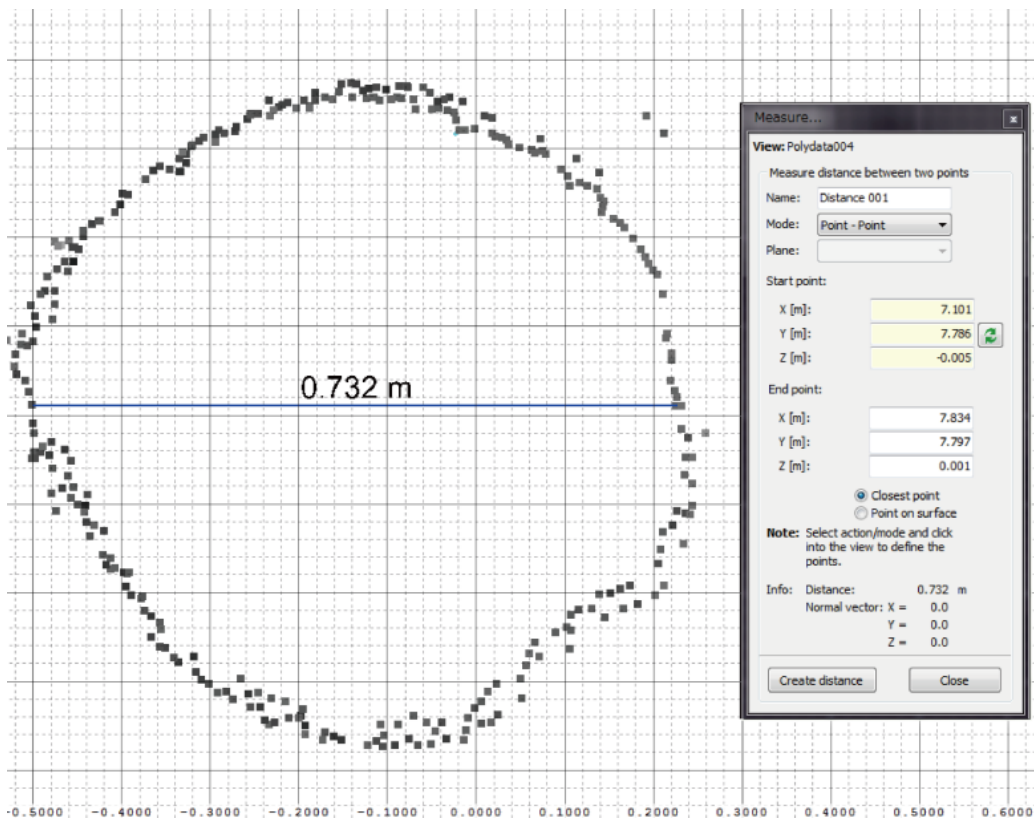 0.732 m
-0.5000 -0.4000 -0.3000 -0.2000 -0.1000 0.0000 0.1000 0.2000 0.3000 0.4000 0.5000 0.6000
Measure... x
View: Polydata004
Measure distance between two points
Name: Distance 001
Mode: Point - Point
Plane:
Start point:
X [m]: 7.101
Y [m]: 7.786
Z [m]: -0.005
End point:
X [m]: 7.834
Y [m]: 7.797
Z [m]: 0.001
Closest point
Point on surface
Note: Select action/mode and click
into the view to define the
points.
Info: Distance: 0.732 m
Normal vector: X = 0.0
Y = 0.0
Z = 0.0
Create distance Close